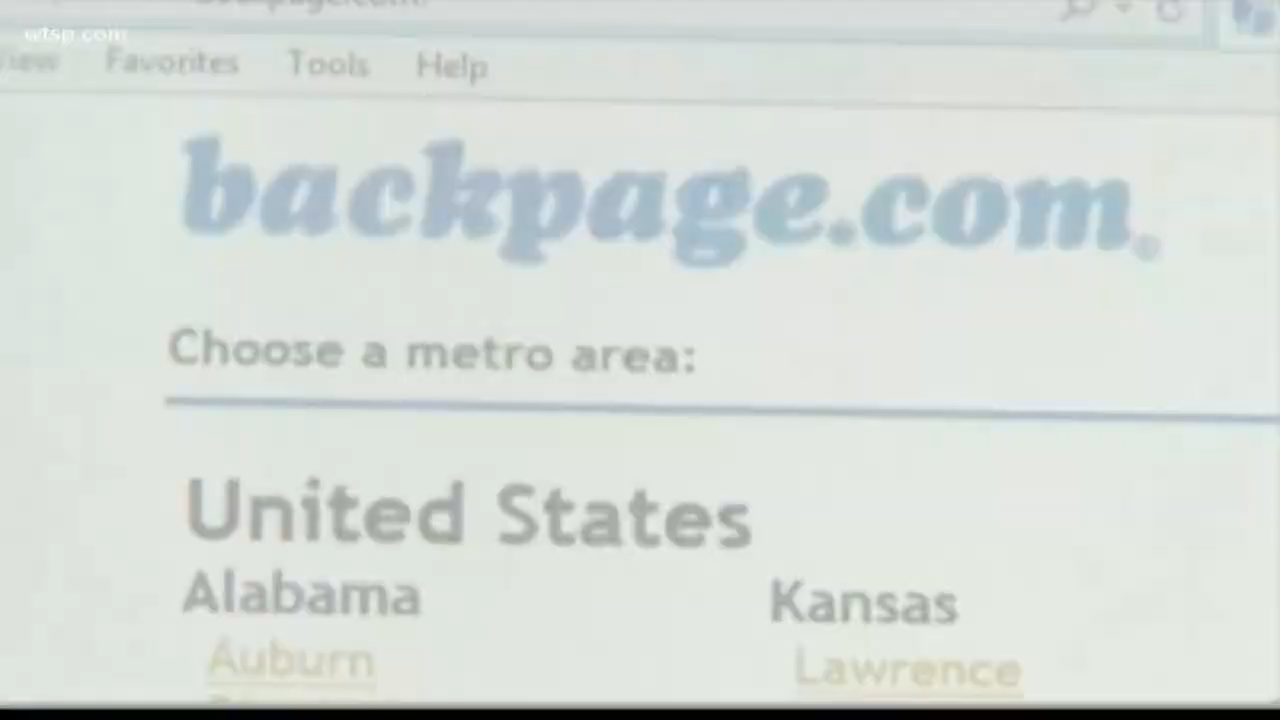 wtsp.com
Favorites Tools Help
backpage.com®
Choose a metro area:
United States
Alabama
Kansas
Auburn
Lawrence